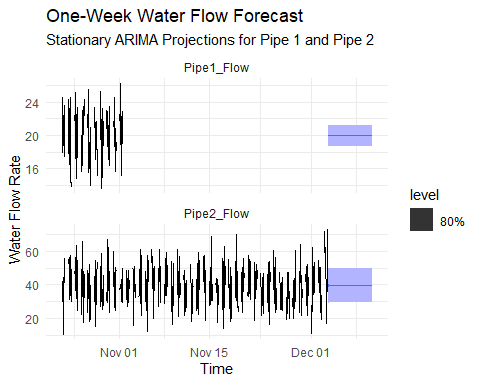 One-Week Water Flow Forecast
Stationary ARIMA Projections for Pipe 1 and Pipe 2
Pipe1_Flow
24
20
16
Pipe2_Flow
60
40
20
Water Flow Rate
Nov 01
Nov 15
Dec 01
Time
level
80%